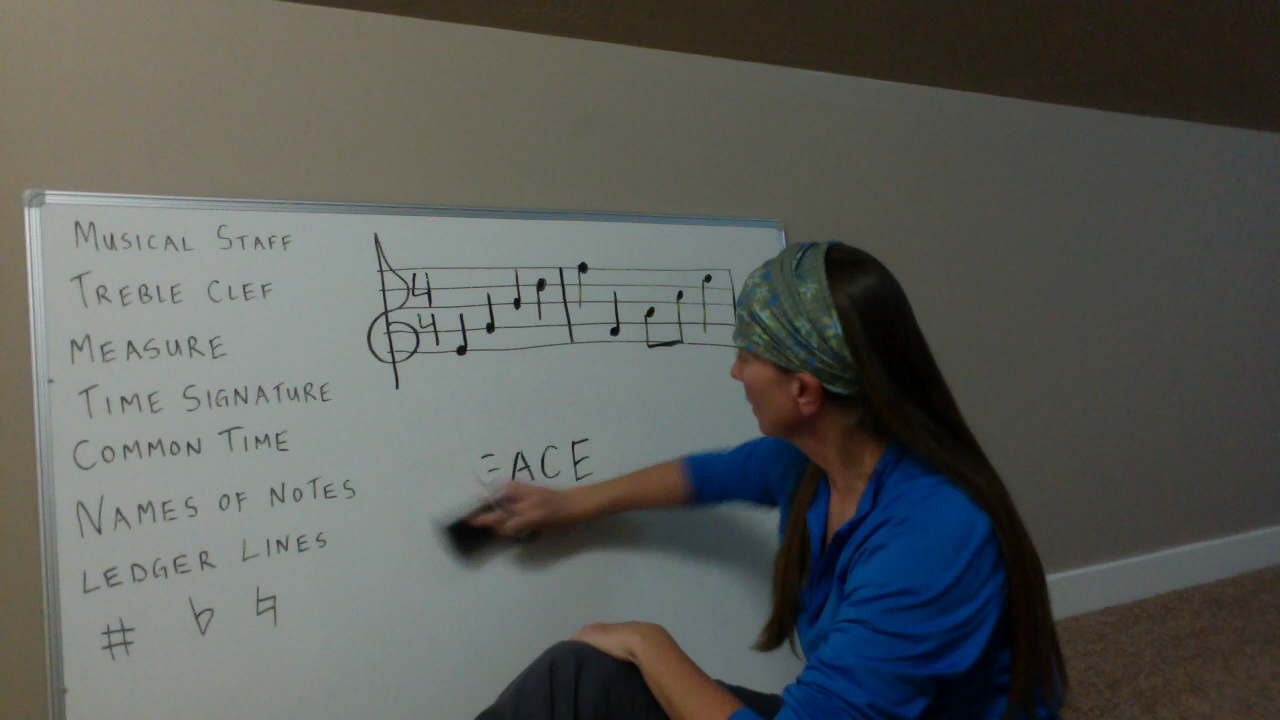 MUSICAL STAFF
TREBLE CLEF
MEASURE
TIME SIGNATURE
COMMON TIME
NAMES OF NOTES
LEDGER LINES
# ♭ ♮
4
4
ACE